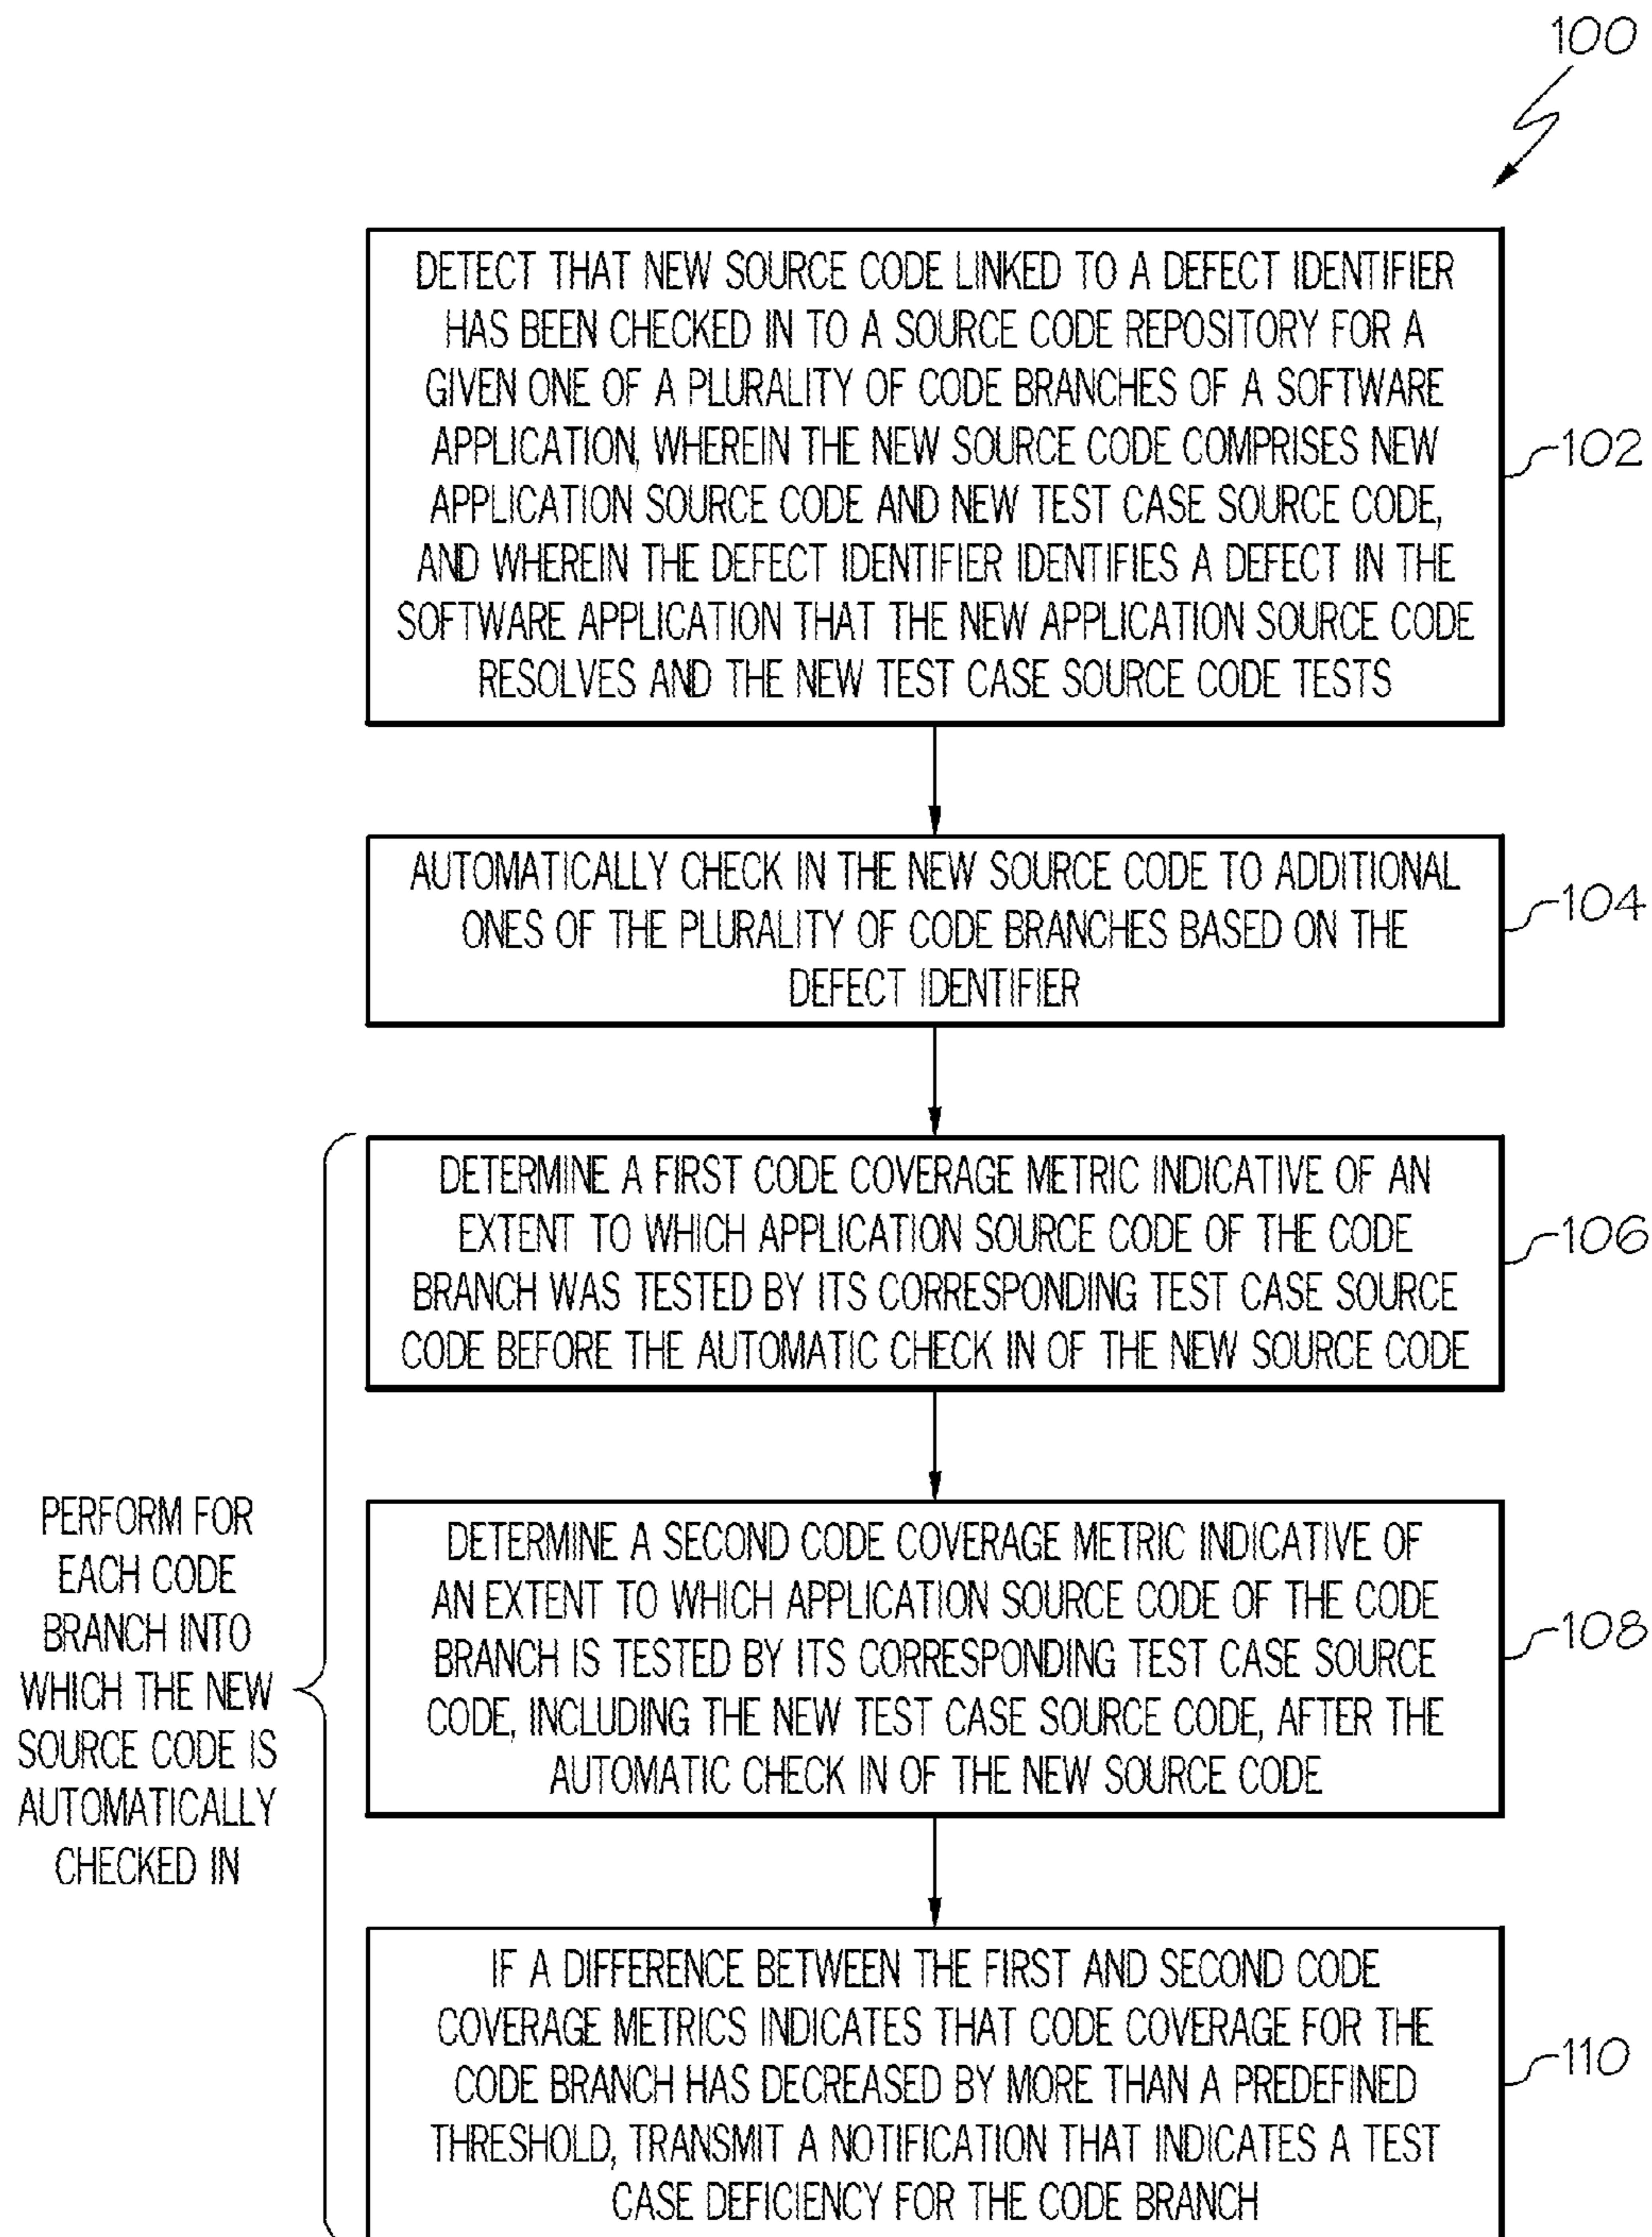 100
DETECT THAT NEW SOURCE CODE LINKED TO A DEFECT IDENTIFIER
HAS BEEN CHECKED IN TO A SOURCE CODE REPOSITORY FOR A
GIVEN ONE OF A PLURALITY OF CODE BRANCHES OF A SOFTWARE
APPLICATION, WHEREIN THE NEW SOURCE CODE COMPRISES NEW
APPLICATION SOURCE CODE AND NEW TEST CASE SOURCE CODE,
AND WHEREIN THE DEFECT IDENTIFIER IDENTIFIES A DEFECT IN THE
SOFTWARE APPLICATION THAT THE NEW APPLICATION SOURCE CODE
RESOLVES AND THE NEW TEST CASE SOURCE CODE TESTS
102
AUTOMATICALLY CHECK IN THE NEW SOURCE CODE TO ADDITIONAL
ONES OF THE PLURALITY OF CODE BRANCHES BASED ON THE
DEFECT IDENTIFIER
104
PERFORM FOR
EACH CODE
BRANCH INTO
WHICH THE NEW
SOURCE CODE IS
AUTOMATICALLY
CHECKED IN
DETERMINE A FIRST CODE COVERAGE METRIC INDICATIVE OF AN
EXTENT TO WHICH APPLICATION SOURCE CODE OF THE CODE
BRANCH WAS TESTED BY ITS CORRESPONDING TEST CASE SOURCE
CODE BEFORE THE AUTOMATIC CHECK IN OF THE NEW SOURCE CODE
106
DETERMINE A SECOND CODE COVERAGE METRIC INDICATIVE OF
AN EXTENT TO WHICH APPLICATION SOURCE CODE OF THE CODE
BRANCH IS TESTED BY ITS CORRESPONDING TEST CASE SOURCE
CODE, INCLUDING THE NEW TEST CASE SOURCE CODE, AFTER THE
AUTOMATIC CHECK IN OF THE NEW SOURCE CODE
108
IF A DIFFERENCE BETWEEN THE FIRST AND SECOND CODE
COVERAGE METRICS INDICATES THAT CODE COVERAGE FOR THE
CODE BRANCH HAS DECREASED BY MORE THAN A PREDEFINED
THRESHOLD, TRANSMIT A NOTIFICATION THAT INDICATES A TEST
CASE DEFICIENCY FOR THE CODE BRANCH
110